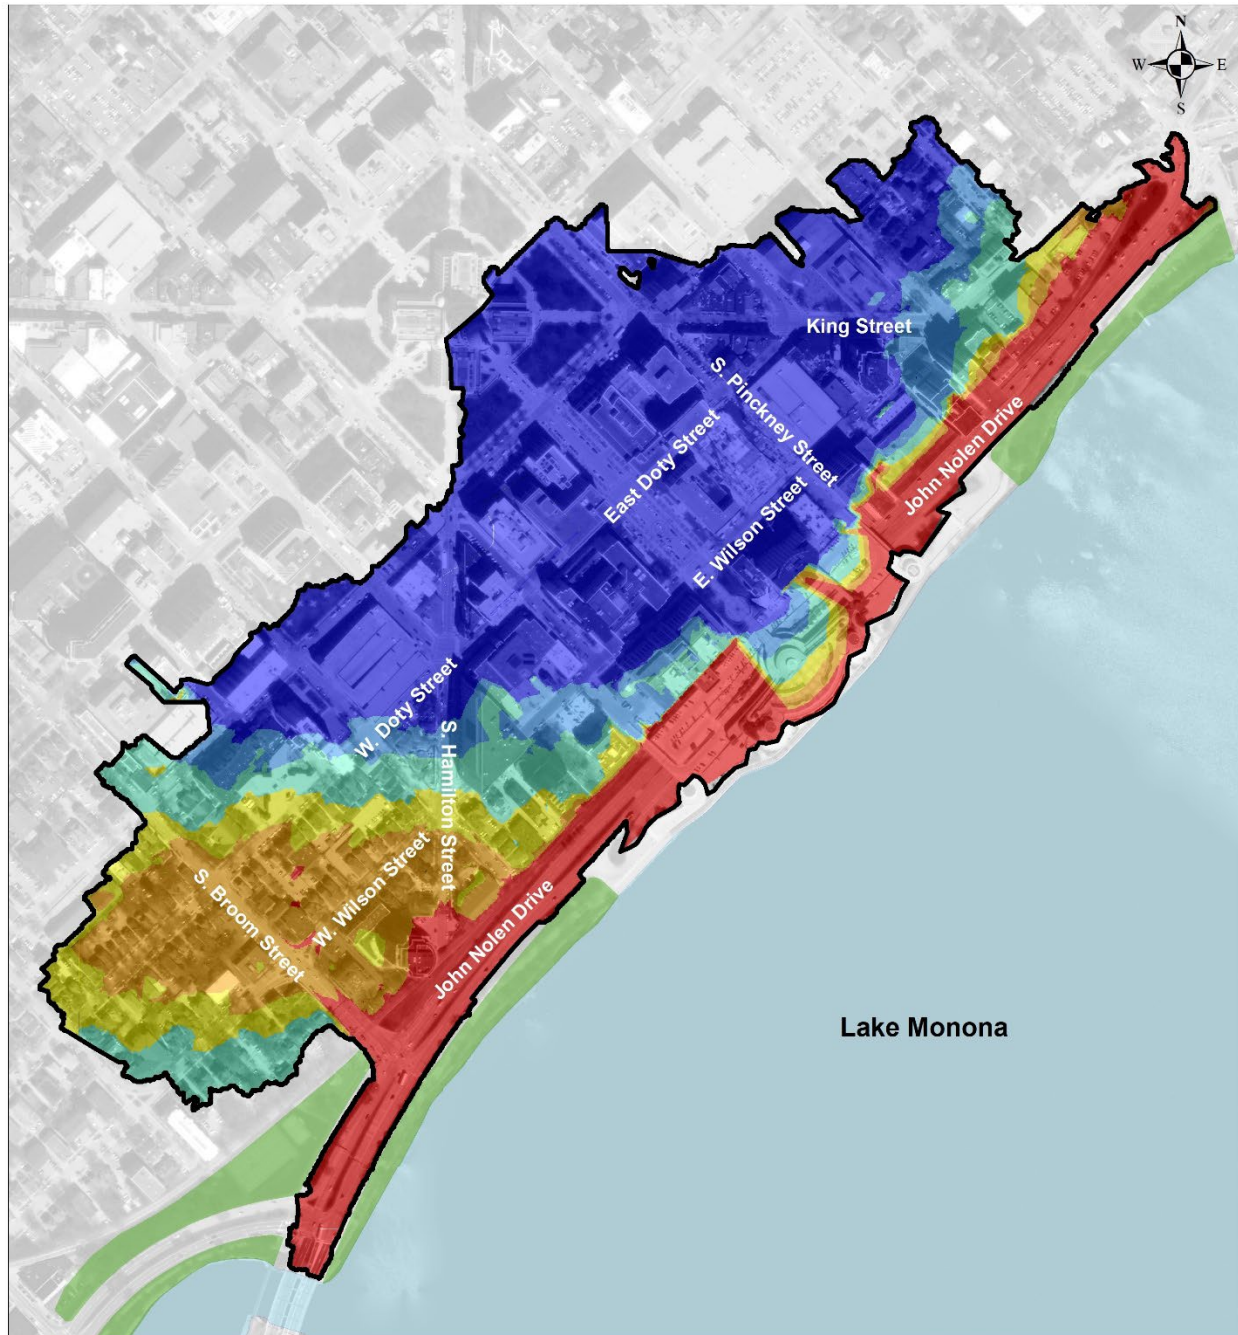 N
W E
S
King Street
S. Pinckney Street
John Nolen Drive
East Doty Street
E. Wilson Street
W. Doty Street
S. Hamilton Street
W. Wilson Street
S. Broom Street
John Nolen Drive
Lake Monona